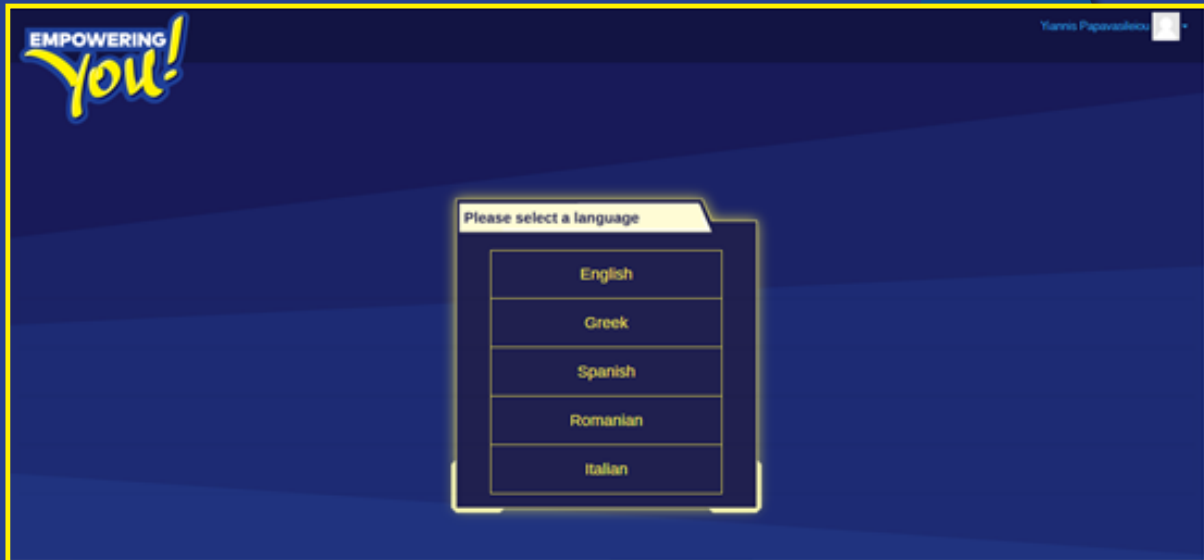 EMPOWERING
You!
Yiannis Papavasileiou
Please select a language
English
Greek
Spanish
Romanian
Italian